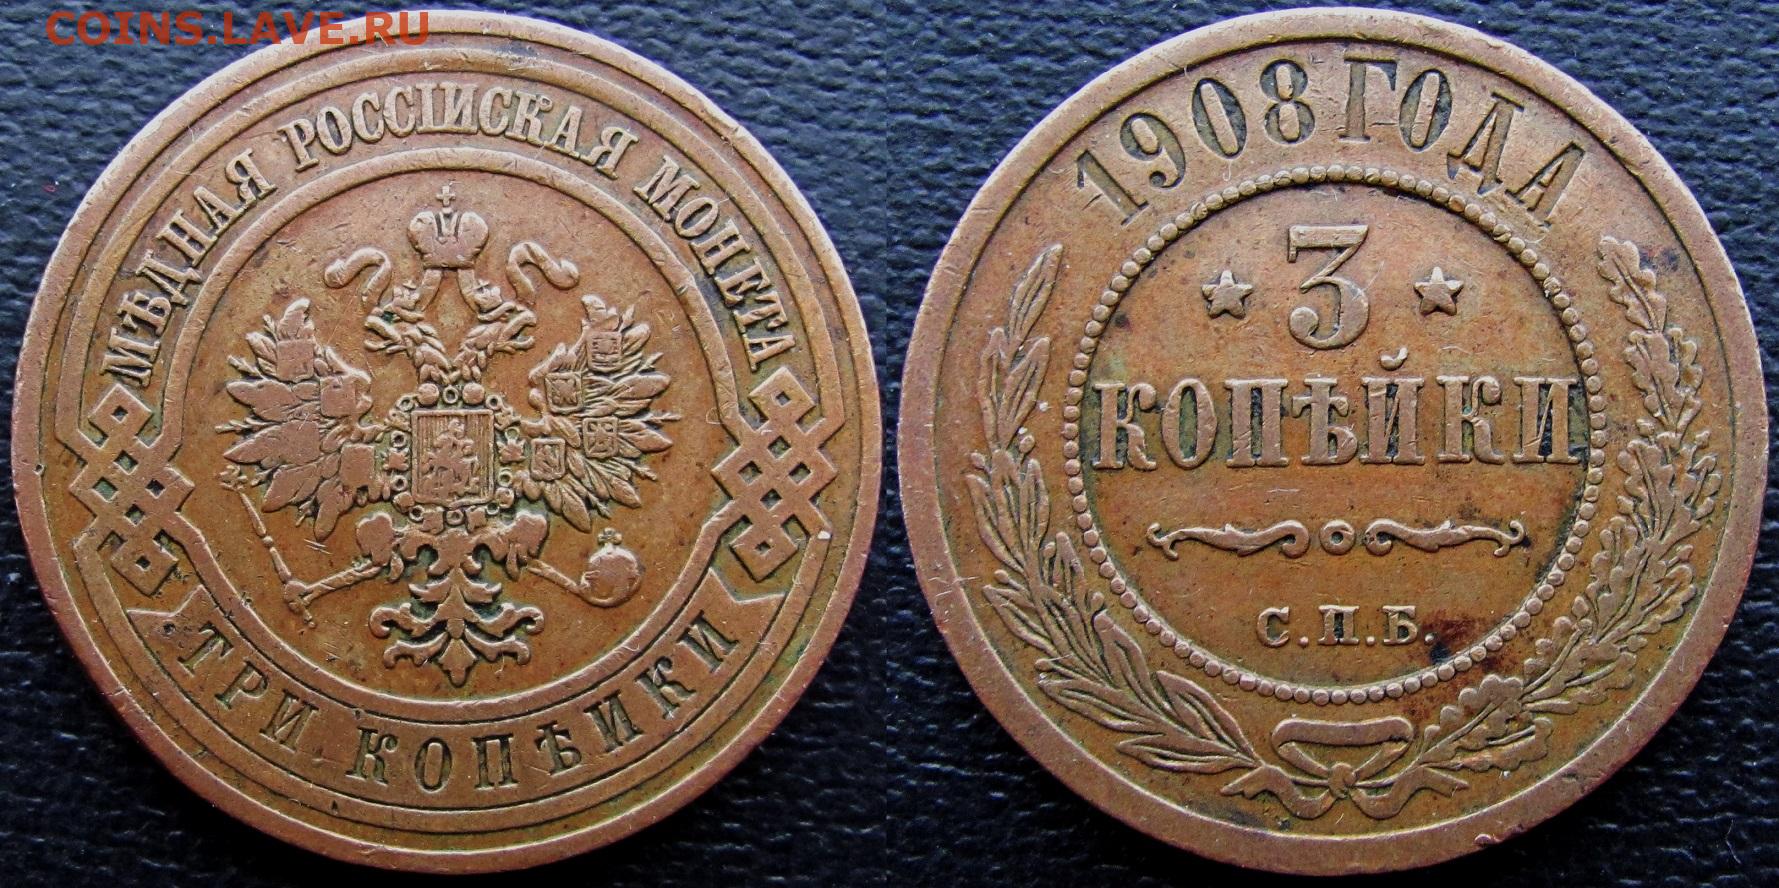 COINS.LAVE.RU
МѢДНАЯ РОССІЙСКАЯ МОНЕТА
ТРИ КОПѢЙКИ
1908 ГОДА
3
КОПѢЙКИ
С.П.Б.